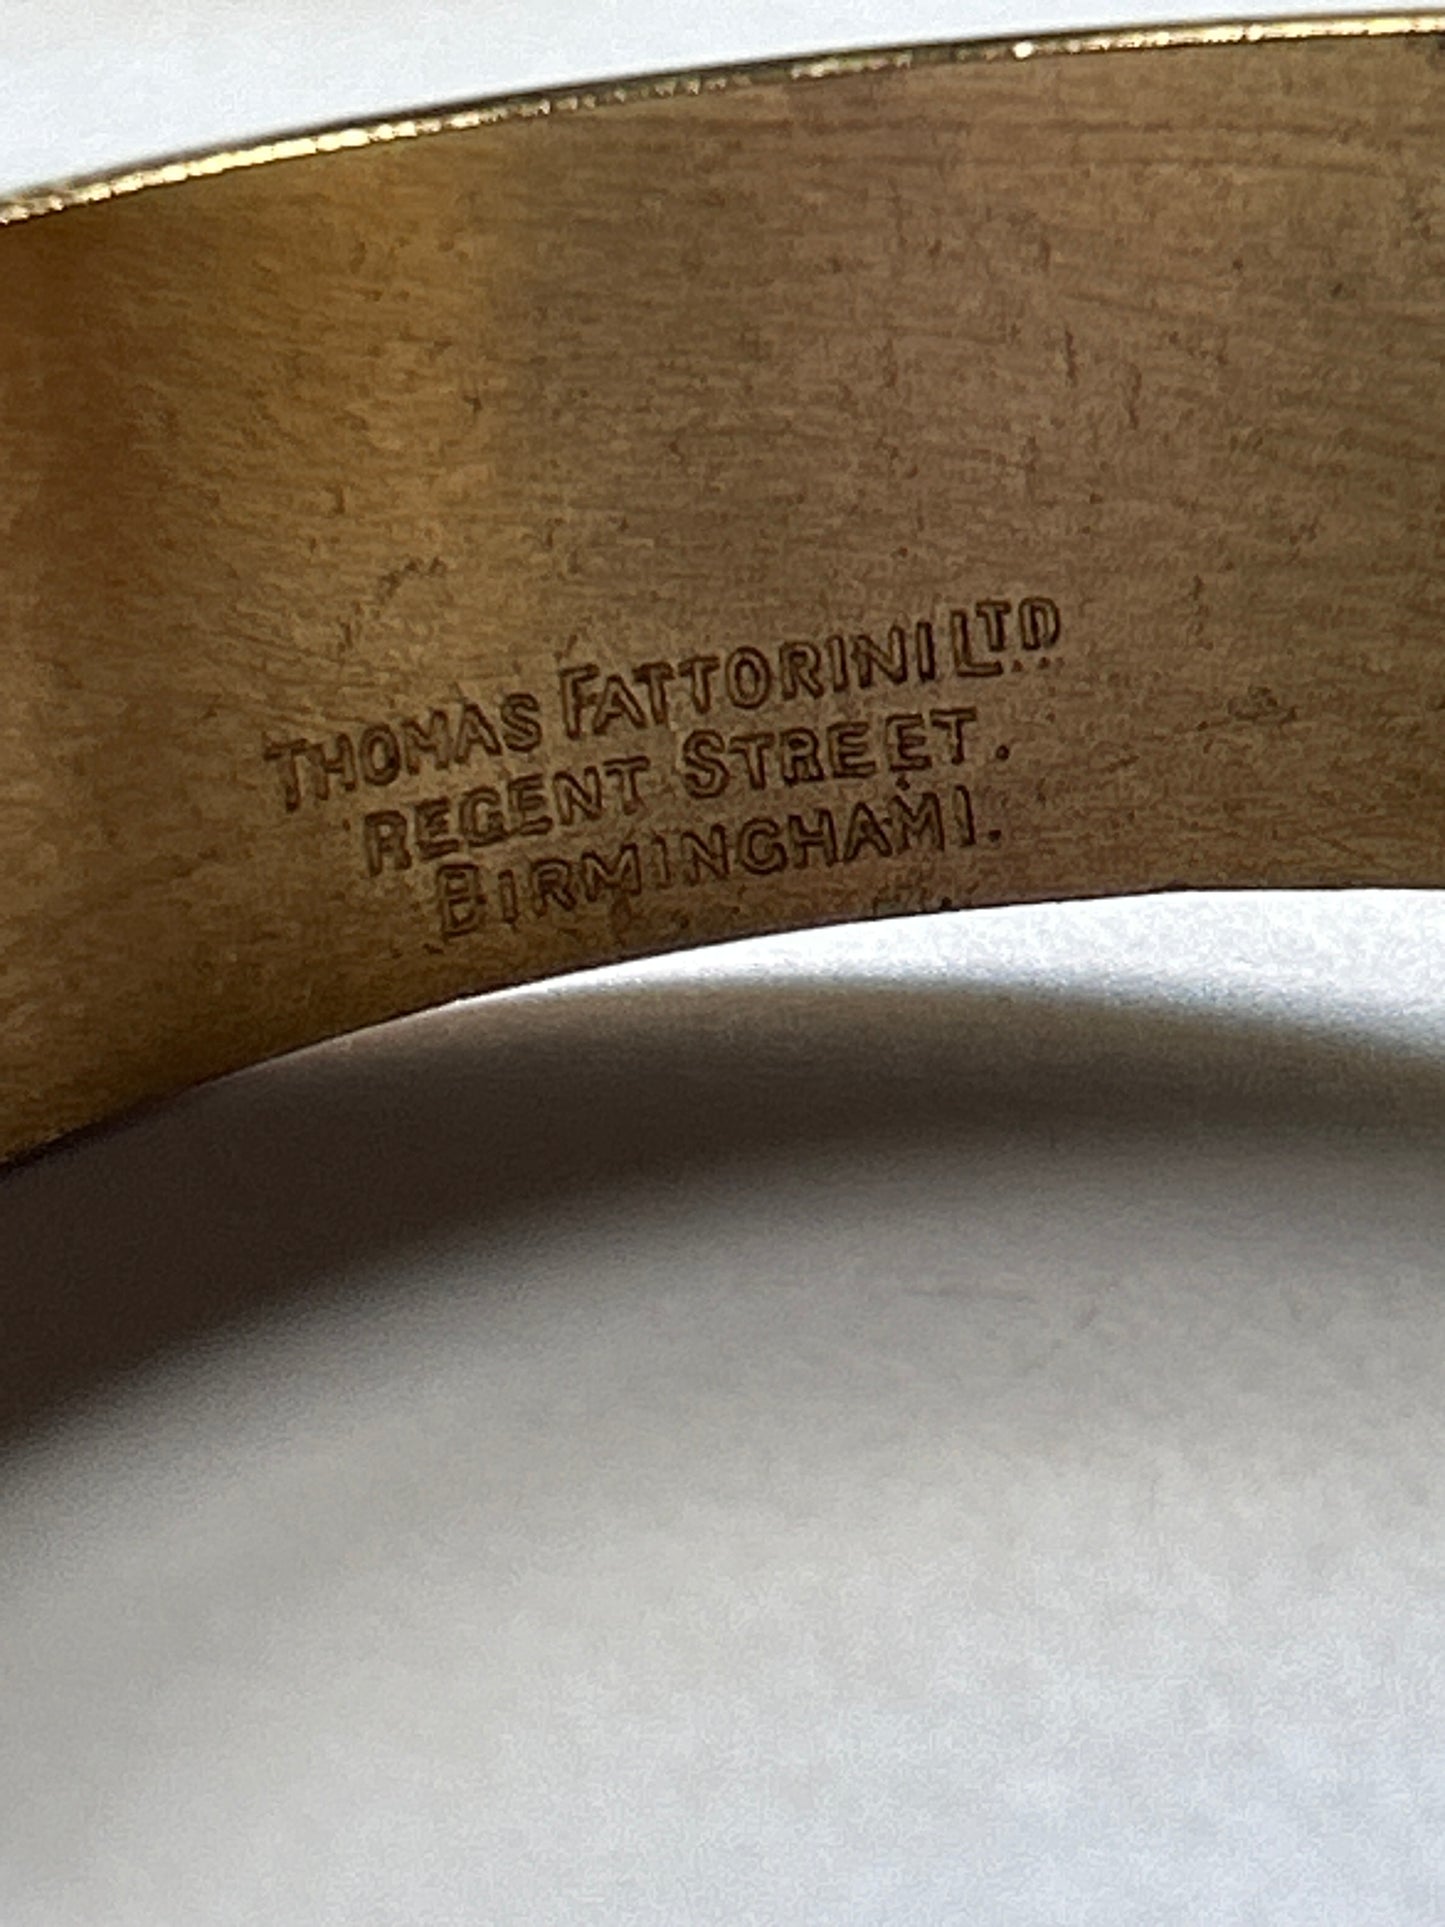 THOMAS FATTORINI LTD
REGENT STREET.
BIRMINGHAM 1.